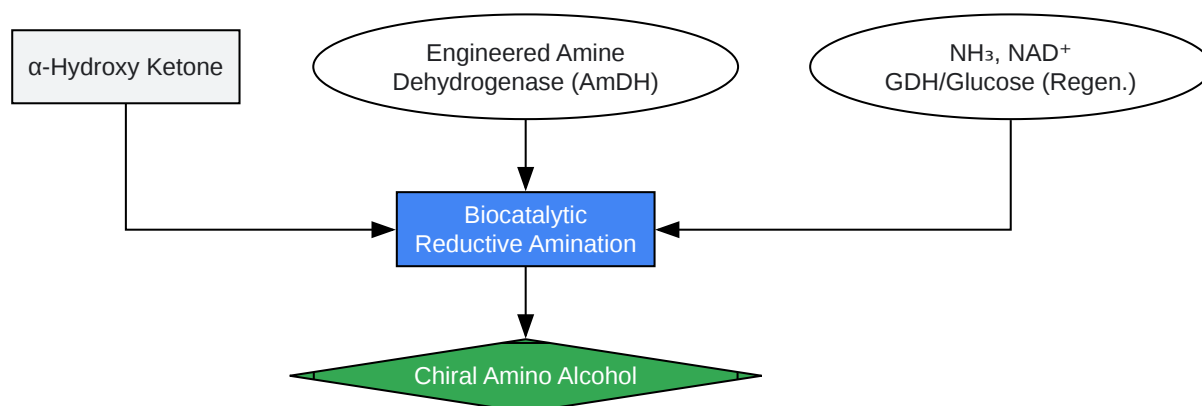 α-Hydroxy Ketone
Engineered Amine
Dehydrogenase (AmDH)
NH₃, NAD⁺
GDH/Glucose (Regen.)
Biocatalytic
Reductive Amination
Chiral Amino Alcohol